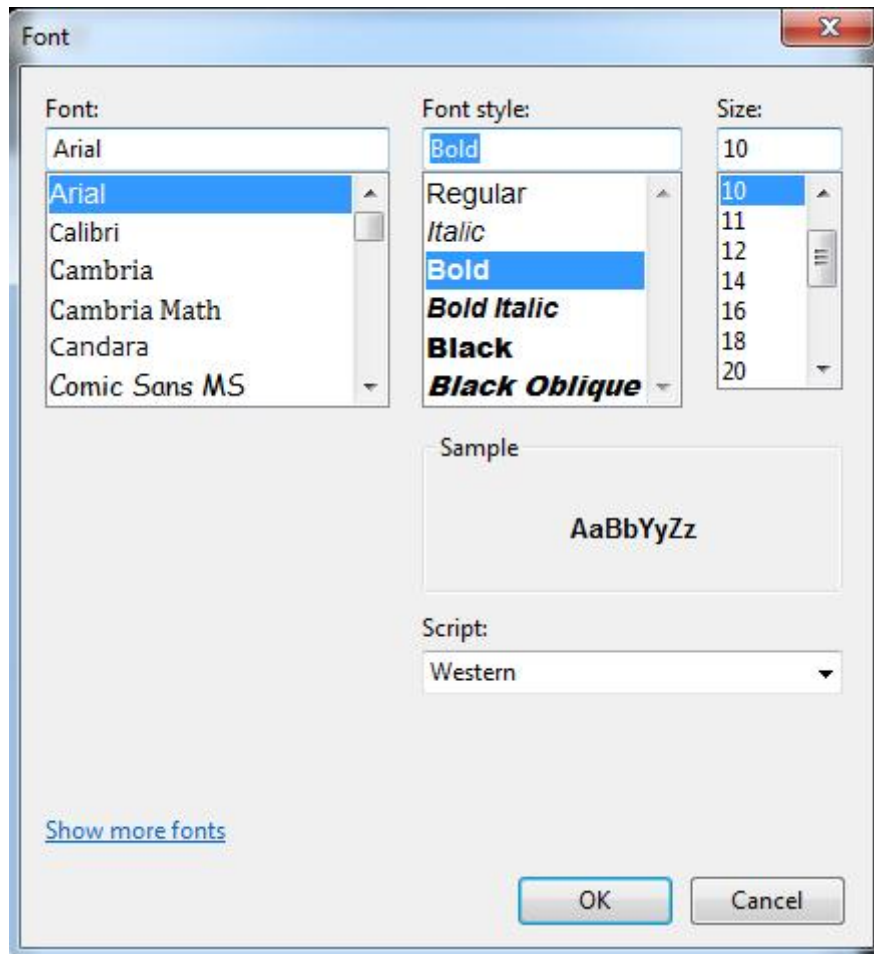 Font
Font:
Arial
Arial
Calibri
Cambria
Cambria Math
Candara
Comic Sans MS
Font style:
Bold
Regular
Italic
Bold
Bold Italic
Black
Black Oblique
Size:
10
10
11
12
14
16
18
20
Sample
AaBbYyZz
Script:
Western
Show more fonts
OK
Cancel